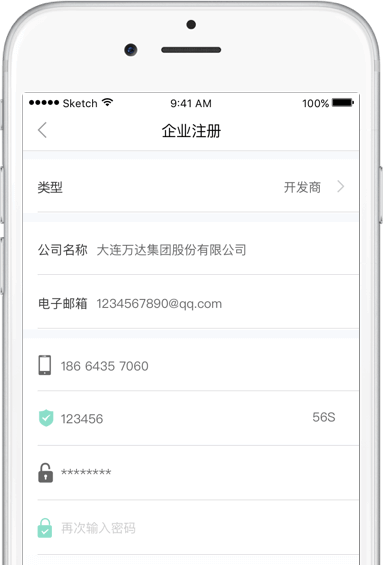 Sketch 9:41 AM 100%
企业注册
类型 开发商
公司名称 大连万达集团股份有限公司
电子邮箱 1234567890@qq.com
186 6435 7060
123456 56S
********
再次输入密码